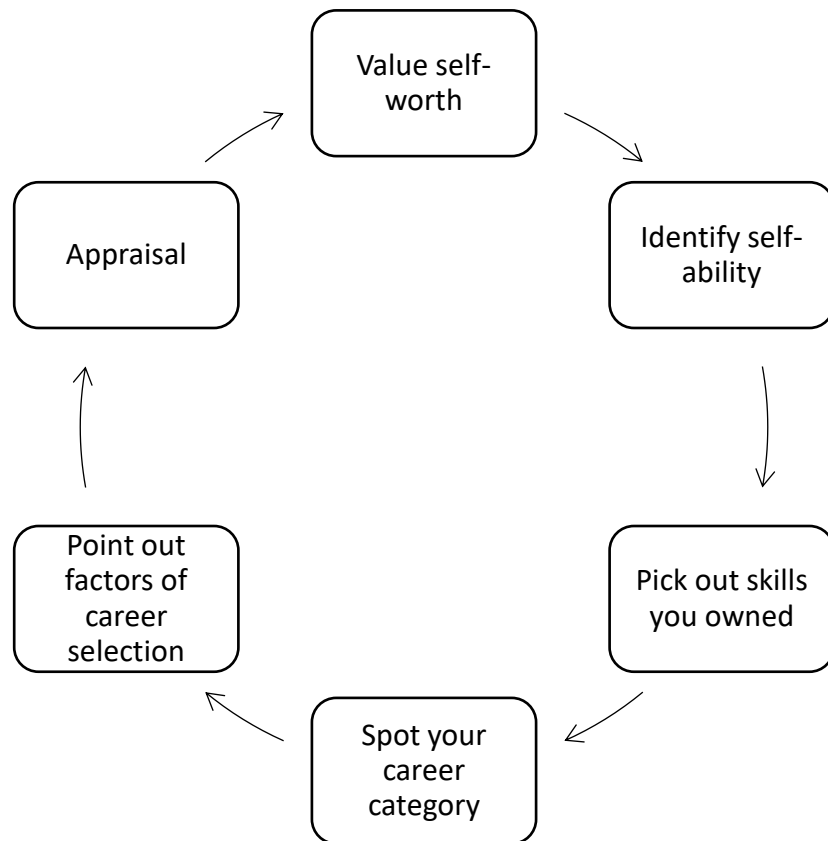 Value self-
worth
Identify self-
ability
Pick out skills
you owned
Spot your
career
category
Point out
factors of
career
selection
Appraisal